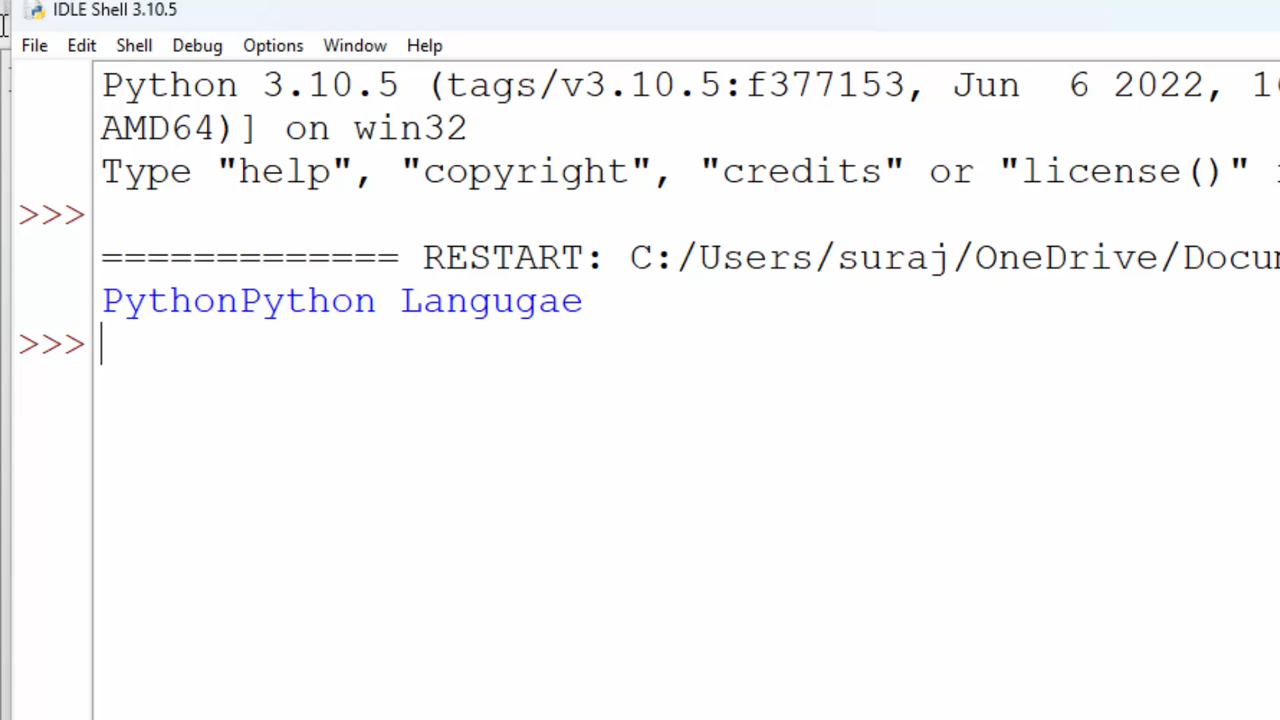 IDLE Shell 3.10.5
File Edit Shell Debug Options Window Help
Python 3.10.5 (tags/v3.10.5:f377153, Jun  6 2022, 
AMD64)] on win32
Type "help", "copyright", "credits" or "license()"
>>>
============= RESTART: C:/Users/suraj/OneDrive/Docum
PythonPython Langugae
>>>